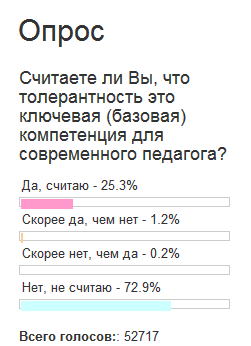 Опрос
Считаете ли Вы, что
толерантность это
ключевая (базовая)
компетенция для
современного педагога?
Да, считаю - 25.3%
Скорее да, чем нет - 1.2%
Скорее нет, чем да - 0.2%
Нет, не считаю - 72.9%
Всего голосов:: 52717